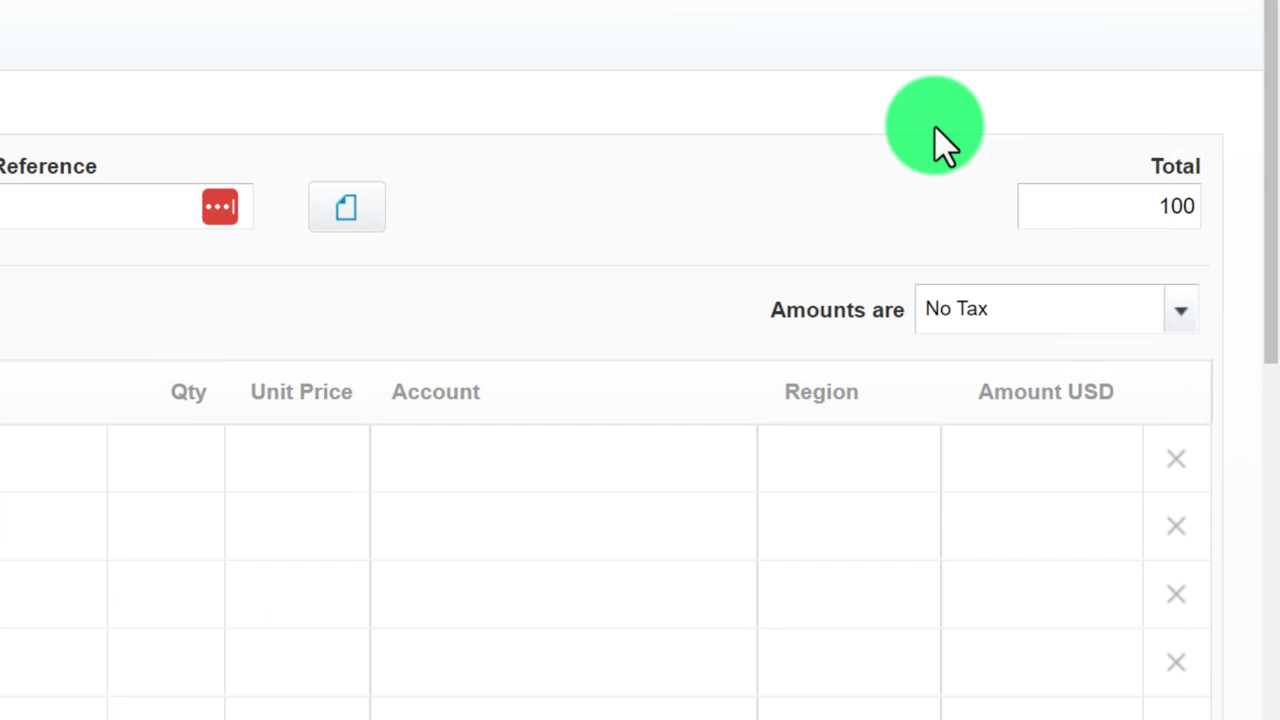 Reference
Total
100
Amounts are
No Tax
Qty
Unit Price
Account
Region
Amount USD